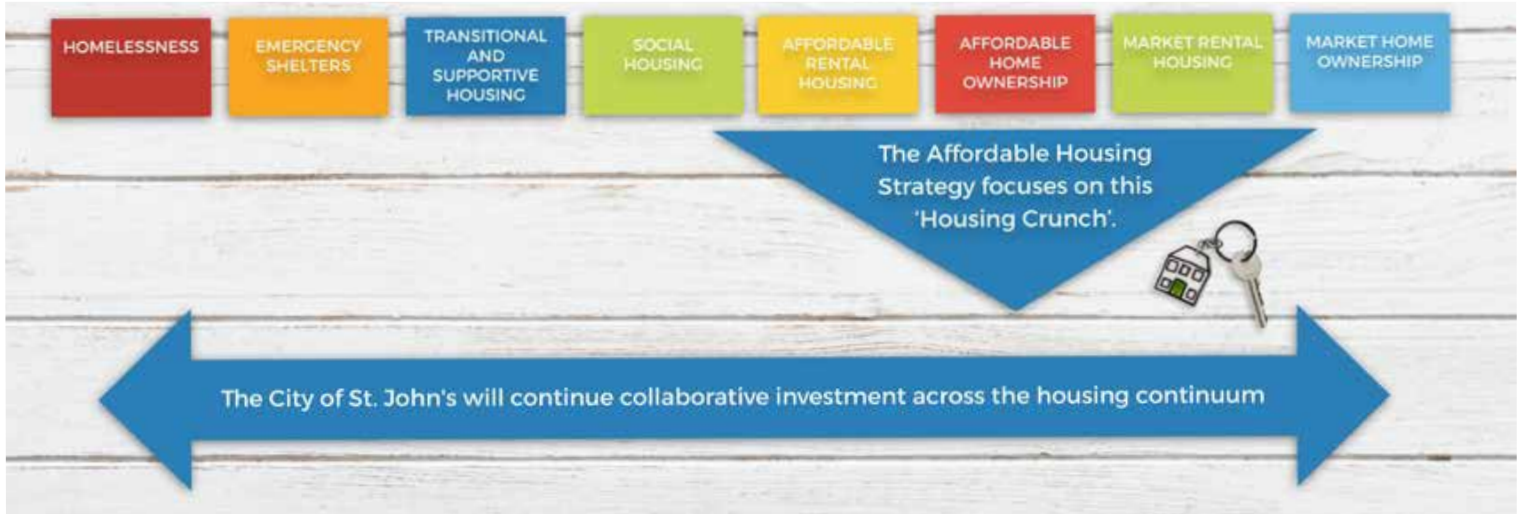 HOMELESSNESS
EMERGENCY
SHELTERS
TRANSITIONAL
AND
SUPPORTIVE
HOUSING
SOCIAL
HOUSING
AFFORDABLE
RENTAL
HOUSING
AFFORDABLE
HOME
OWNERSHIP
MARKET RENTAL
HOUSING
MARKET HOME
OWNERSHIP
The Affordable Housing
Strategy focuses on this
‘Housing Crunch’.
The City of St. John's will continue collaborative investment across the housing continuum